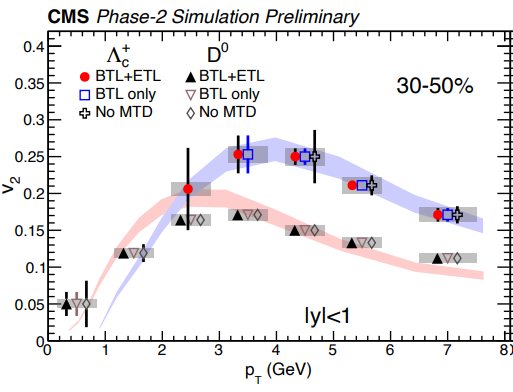 CMS Phase-2 Simulation Preliminary
Λc+ D0
BTL+ETL BTL+ETL
BTL only BTL only
No MTD No MTD
30-50%
|y|<1
v2
0.4
0.35
0.3
0.25
0.2
0.15
0.1
0.05
0
0 1 2 3 4 5 6 7 8
pT (GeV)